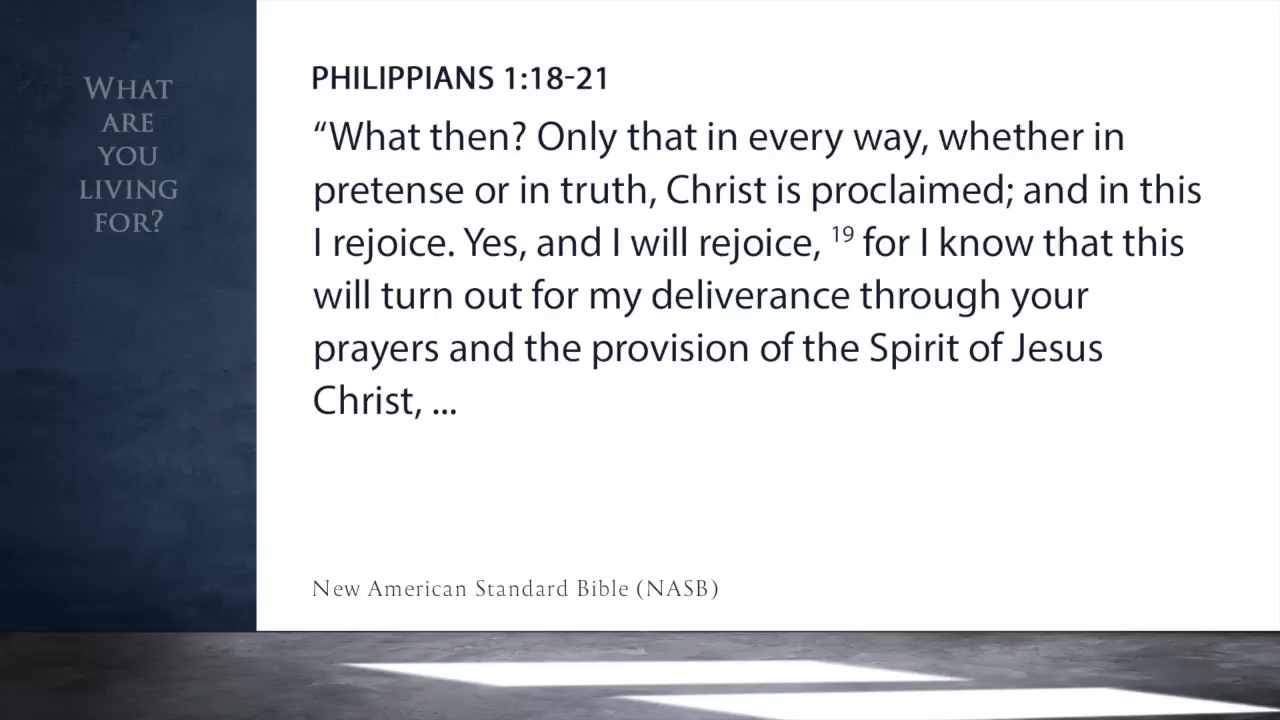 WHAT
ARE
YOU
LIVING
FOR?
PHILIPPIANS 1:18-21
“What then? Only that in every way, whether in
pretense or in truth, Christ is proclaimed; and in this
I rejoice. Yes, and I will rejoice, 19 for I know that this
will turn out for my deliverance through your
prayers and the provision of the Spirit of Jesus
Christ, ...
New American Standard Bible (NASB)